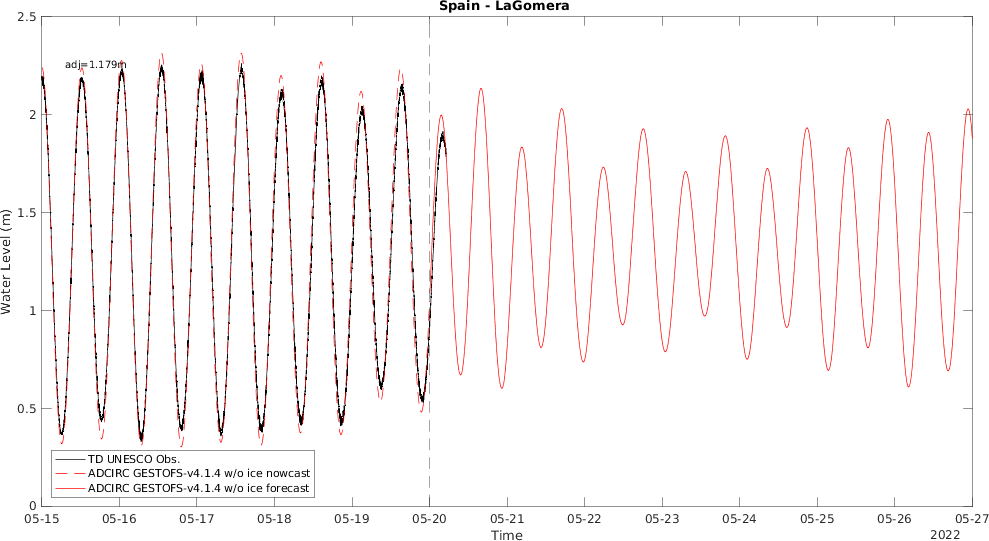 Spain - LaGomera
2.5
adj=1.179m
2
1.5
Water Level (m)
1
0.5
TD UNESCO Obs.
ADCIRC GESTOFS-v4.1.4 w/o ice nowcast
ADCIRC GESTOFS-v4.1.4 w/o ice forecast
0
05-15 05-16 05-17 05-18 05-19 05-20 05-21 05-22 05-23 05-24 05-25 05-26 05-27
Time
2022